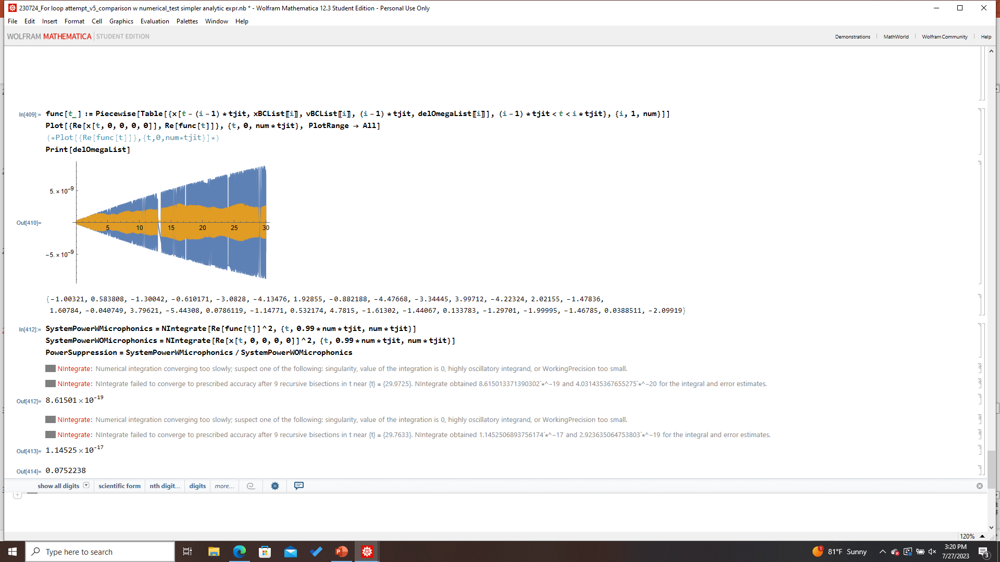 230724_For loop attempt_v5_comparison w numerical_test simpler analytic expr.nb * - Wolfram Mathematica 12.3 Student Edition - Personal Use Only
File Edit Insert Format Cell Graphics Evaluation Palettes Window Help
WOLFRAM MATHEMATICA STUDENT EDITION
Demonstrations MathWorld Wolfram Community Help
In[409]:= func[t_] := Piecewise[Table[{x[t - (i - 1) * tjit, xBCList[[i]], vBCList[[i]], (i - 1) * tjit, delOmegaList[[i]]], (i - 1) * tjit < t < i * tjit}, {i, 1, num}]]
Plot[{Re[x[t, 0, 0, 0, 0]], Re[func[t]]}, {t, 0, num * tjit}, PlotRange → All]
(*Plot[{Re[func[t]]},{t,0,num*tjit}]*)
Print[delOmegaList]
5. × 10^-9
Out[410]=
5 10 15 20 25 30
-5. × 10^-9
{-1.00321, 0.583808, -1.30042, -0.610171, -3.0828, -4.13476, 1.92855, -0.882188, -4.47668, -3.34445, 3.99712, -4.22324, 2.02155, -1.47836,
1.60784, -0.040749, 3.79621, -5.44308, 0.0786119, -1.14771, 0.532174, 4.7815, -1.61302, -1.44067, 0.133783, -1.29701, -1.99995, -1.46785, 0.0388511, -2.09919}
In[412]:= SystemPowerWMicrophonics = NIntegrate[Re[func[t]]^2, {t, 0.99 * num * tjit, num * tjit}]
SystemPowerWOMicrophonics = NIntegrate[Re[x[t, 0, 0, 0, 0]]^2, {t, 0.99 * num * tjit, num * tjit}]
PowerSuppression = SystemPowerWMicrophonics / SystemPowerWOMicrophonics
NIntegrate: Numerical integration converging too slowly; suspect one of the following: singularity, value of the integration is 0, highly oscillatory integrand, or WorkingPrecision too small.
NIntegrate: NIntegrate failed to converge to prescribed accuracy after 9 recursive bisections in t near {t} = {29.9725}. NIntegrate obtained 8.615013371390302`*^-19 and 4.031435367655275`*^-20 for the integral and error estimates.
Out[412]= 8.61501 × 10^-19
NIntegrate: Numerical integration converging too slowly; suspect one of the following: singularity, value of the integration is 0, highly oscillatory integrand, or WorkingPrecision too small.
NIntegrate: NIntegrate failed to converge to prescribed accuracy after 9 recursive bisections in t near {t} = {29.7633}. NIntegrate obtained 1.1452506893756174`*^-17 and 2.923635064753803`*^-19 for the integral and error estimates.
Out[413]= 1.14525 × 10^-17
Out[414]= 0.0752238
show all digits scientific form nth digit... digits more...
120%
Type here to search
1 81°F Sunny
3:20 PM
7/27/2023
3